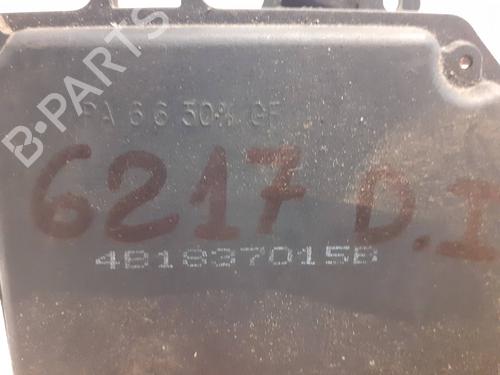 B-PARTS
PA 6 6 30% GF
6217 D.I
4B1837015B